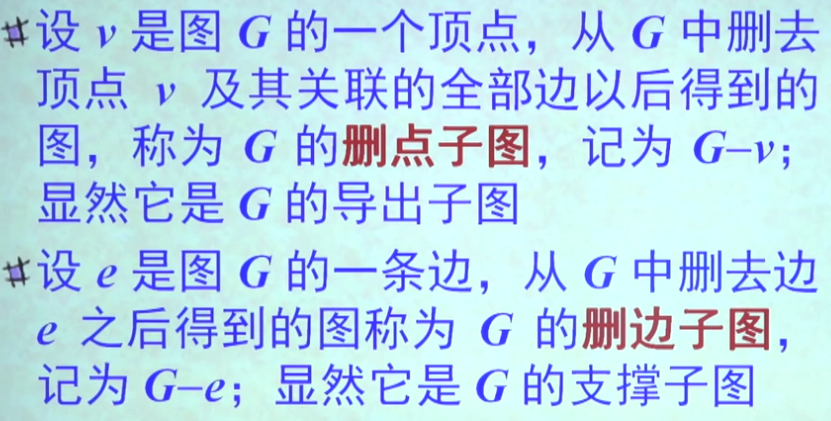 设 v 是图 G 的一个顶点，从 G 中删去
顶点 v 及其关联的全部边以后得到的
图，称为 G 的删点子图，记为 G–v；
显然它是 G 的导出子图
设 e 是图 G 的一条边，从 G 中删去边
e 之后得到的图称为 G 的删边子图，
记为 G–e；显然它是 G 的支撑子图